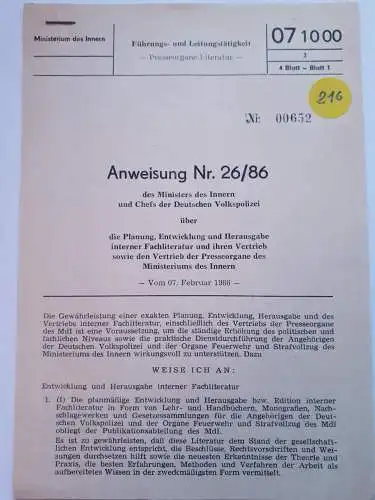 Ministerium des Innern
Führungs- und Leitungstätigkeit
— Presseorgane Literatur —
07 10 00
3
4 Blatt – Blatt 1
216
№ 00652
Anweisung Nr. 26/86
des Ministers des Innern
und Chefs der Deutschen Volkspolizei
über
die Planung, Entwicklung und Herausgabe
interner Fachliteratur und ihren Vertrieb
sowie den Vertrieb der Presseorgane des
Ministeriums des Innern
— Vom 07. Februar 1986 —
Die Gewährleistung einer exakten Planung, Entwicklung, Herausgabe und des
Vertriebs interner Fachliteratur, einschließlich des Vertriebs der Presseorgane
des MdI ist eine Voraussetzung, um die ständige Erhöhung des politischen und
fachlichen Niveaus sowie die praktische Dienstdurchführung der Angehörigen
der Deutschen Volkspolizei und der Organe Feuerwehr und Strafvollzug des
Ministeriums des Innern wirkungsvoll zu unterstützen. Dazu
WEISE ICH AN:
Entwicklung und Herausgabe interner Fachliteratur
1. (1) Die planmäßige Entwicklung und Herausgabe bzw. Edition interner
Fachliteratur in Form von Lehr- und Handbüchern, Monografien, Nach-
schlagewerken und Gesetzessammlungen für die Angehörigen der Deut-
schen Volkspolizei und der Organe Feuerwehr und Strafvollzug des MdI
obliegt der Publikationsabteilung des MdI.
Es ist zu gewährleisten, daß diese Literatur dem Stand der gesellschaft-
lichen Entwicklung entspricht, die Beschlüsse, Rechtsvorschriften und Wei-
sungen durchsetzen hilft sowie die neuesten Erkenntnisse der Theorie und
Praxis, die besten Erfahrungen, Methoden und Verfahren der Arbeit als
aufbereitetes Wissen in der zweckmäßigsten Form vermittelt.